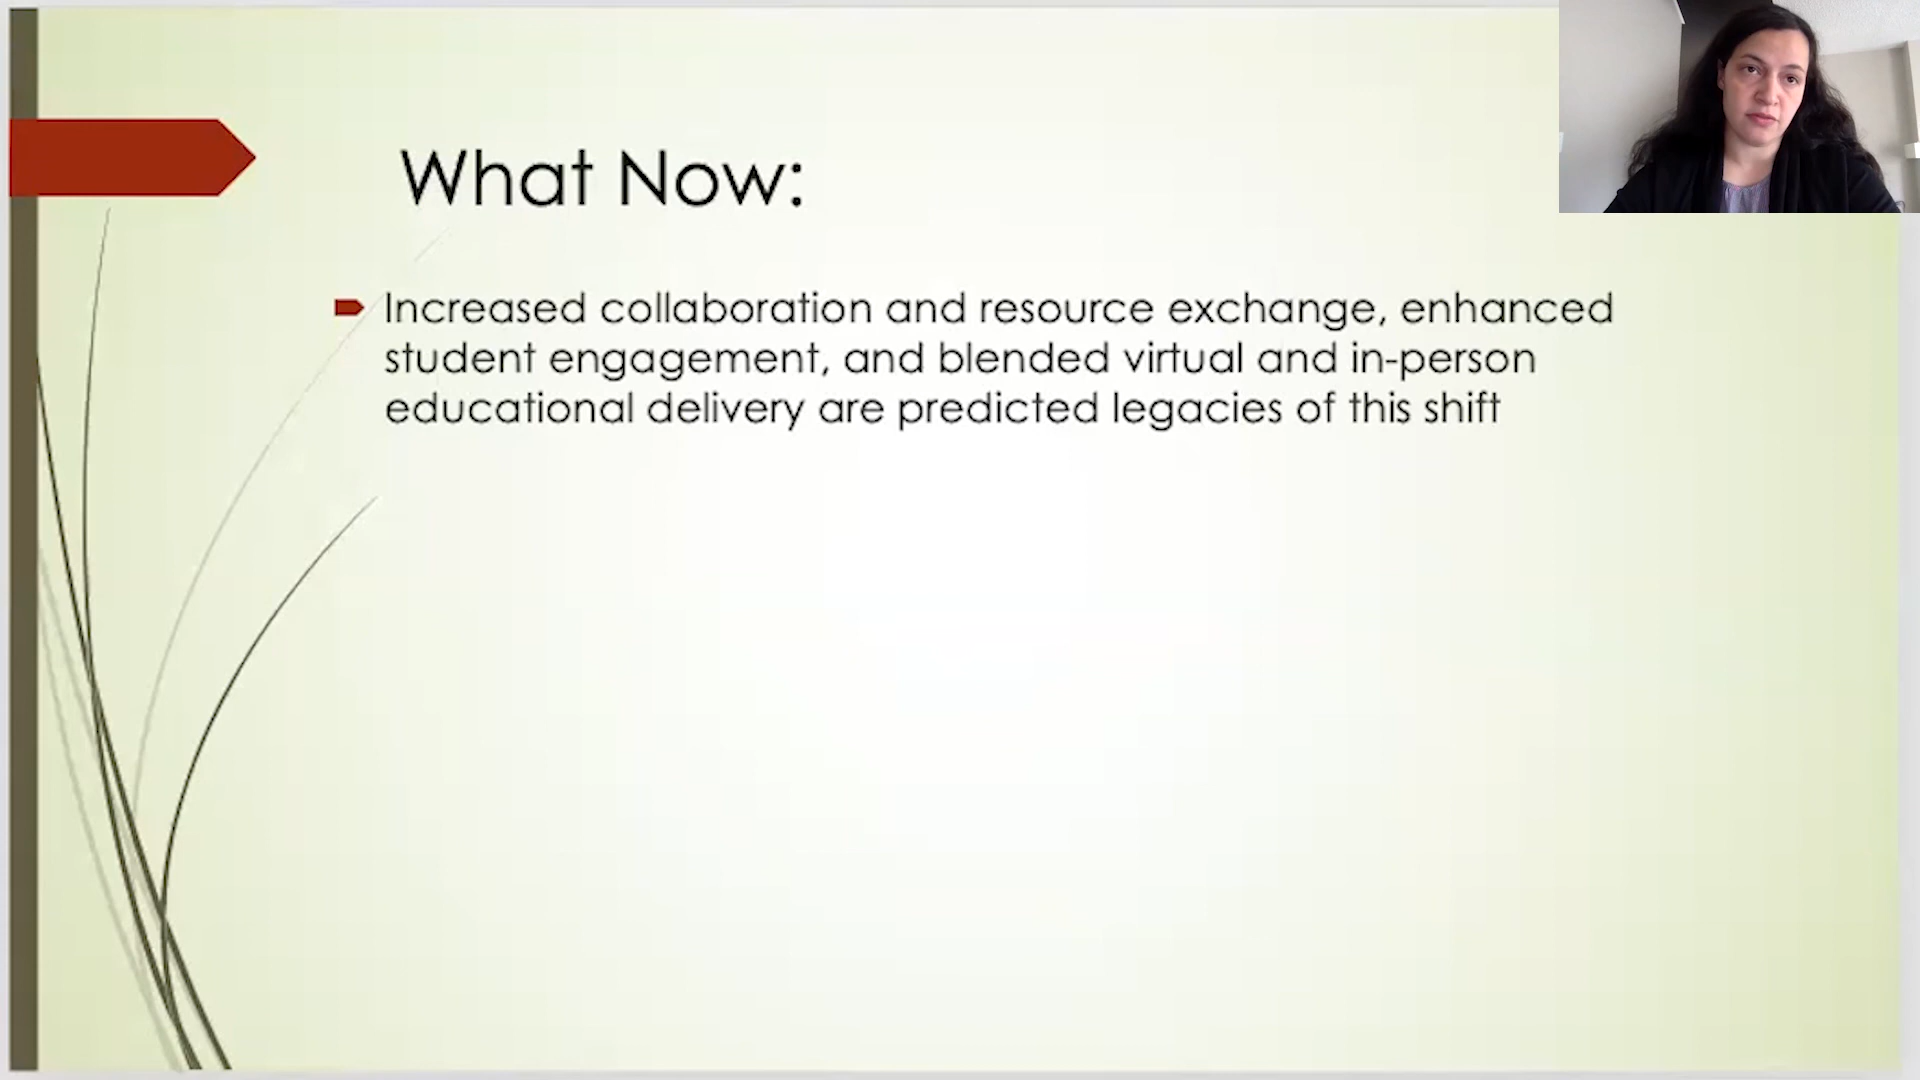 What Now:
Increased collaboration and resource exchange, enhanced
student engagement, and blended virtual and in-person
educational delivery are predicted legacies of this shift